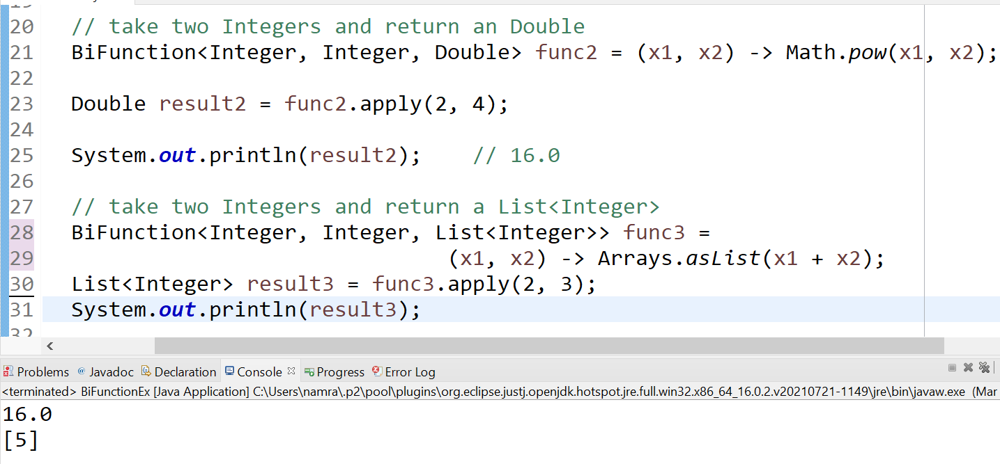 20 // take two Integers and return an Double
21 BiFunction<Integer, Integer, Double> func2 = (x1, x2) -> Math.pow(x1, x2);
22
23 Double result2 = func2.apply(2, 4);
24
25 System.out.println(result2);    // 16.0
26
27 // take two Integers and return a List<Integer>
28 BiFunction<Integer, Integer, List<Integer>> func3 =
29 (x1, x2) -> Arrays.asList(x1 + x2);
30 List<Integer> result3 = func3.apply(2, 3);
31 System.out.println(result3);
32
Problems @ Javadoc Declaration Console Progress Error Log
<terminated> BiFunctionEx [Java Application] C:\Users\namra\.p2\pool\plugins\org.eclipse.justj.openjdk.hotspot.jre.full.win32.x86_64_16.0.2.v20210721-1149\jre\bin\javaw.exe (Mar
16.0
[5]